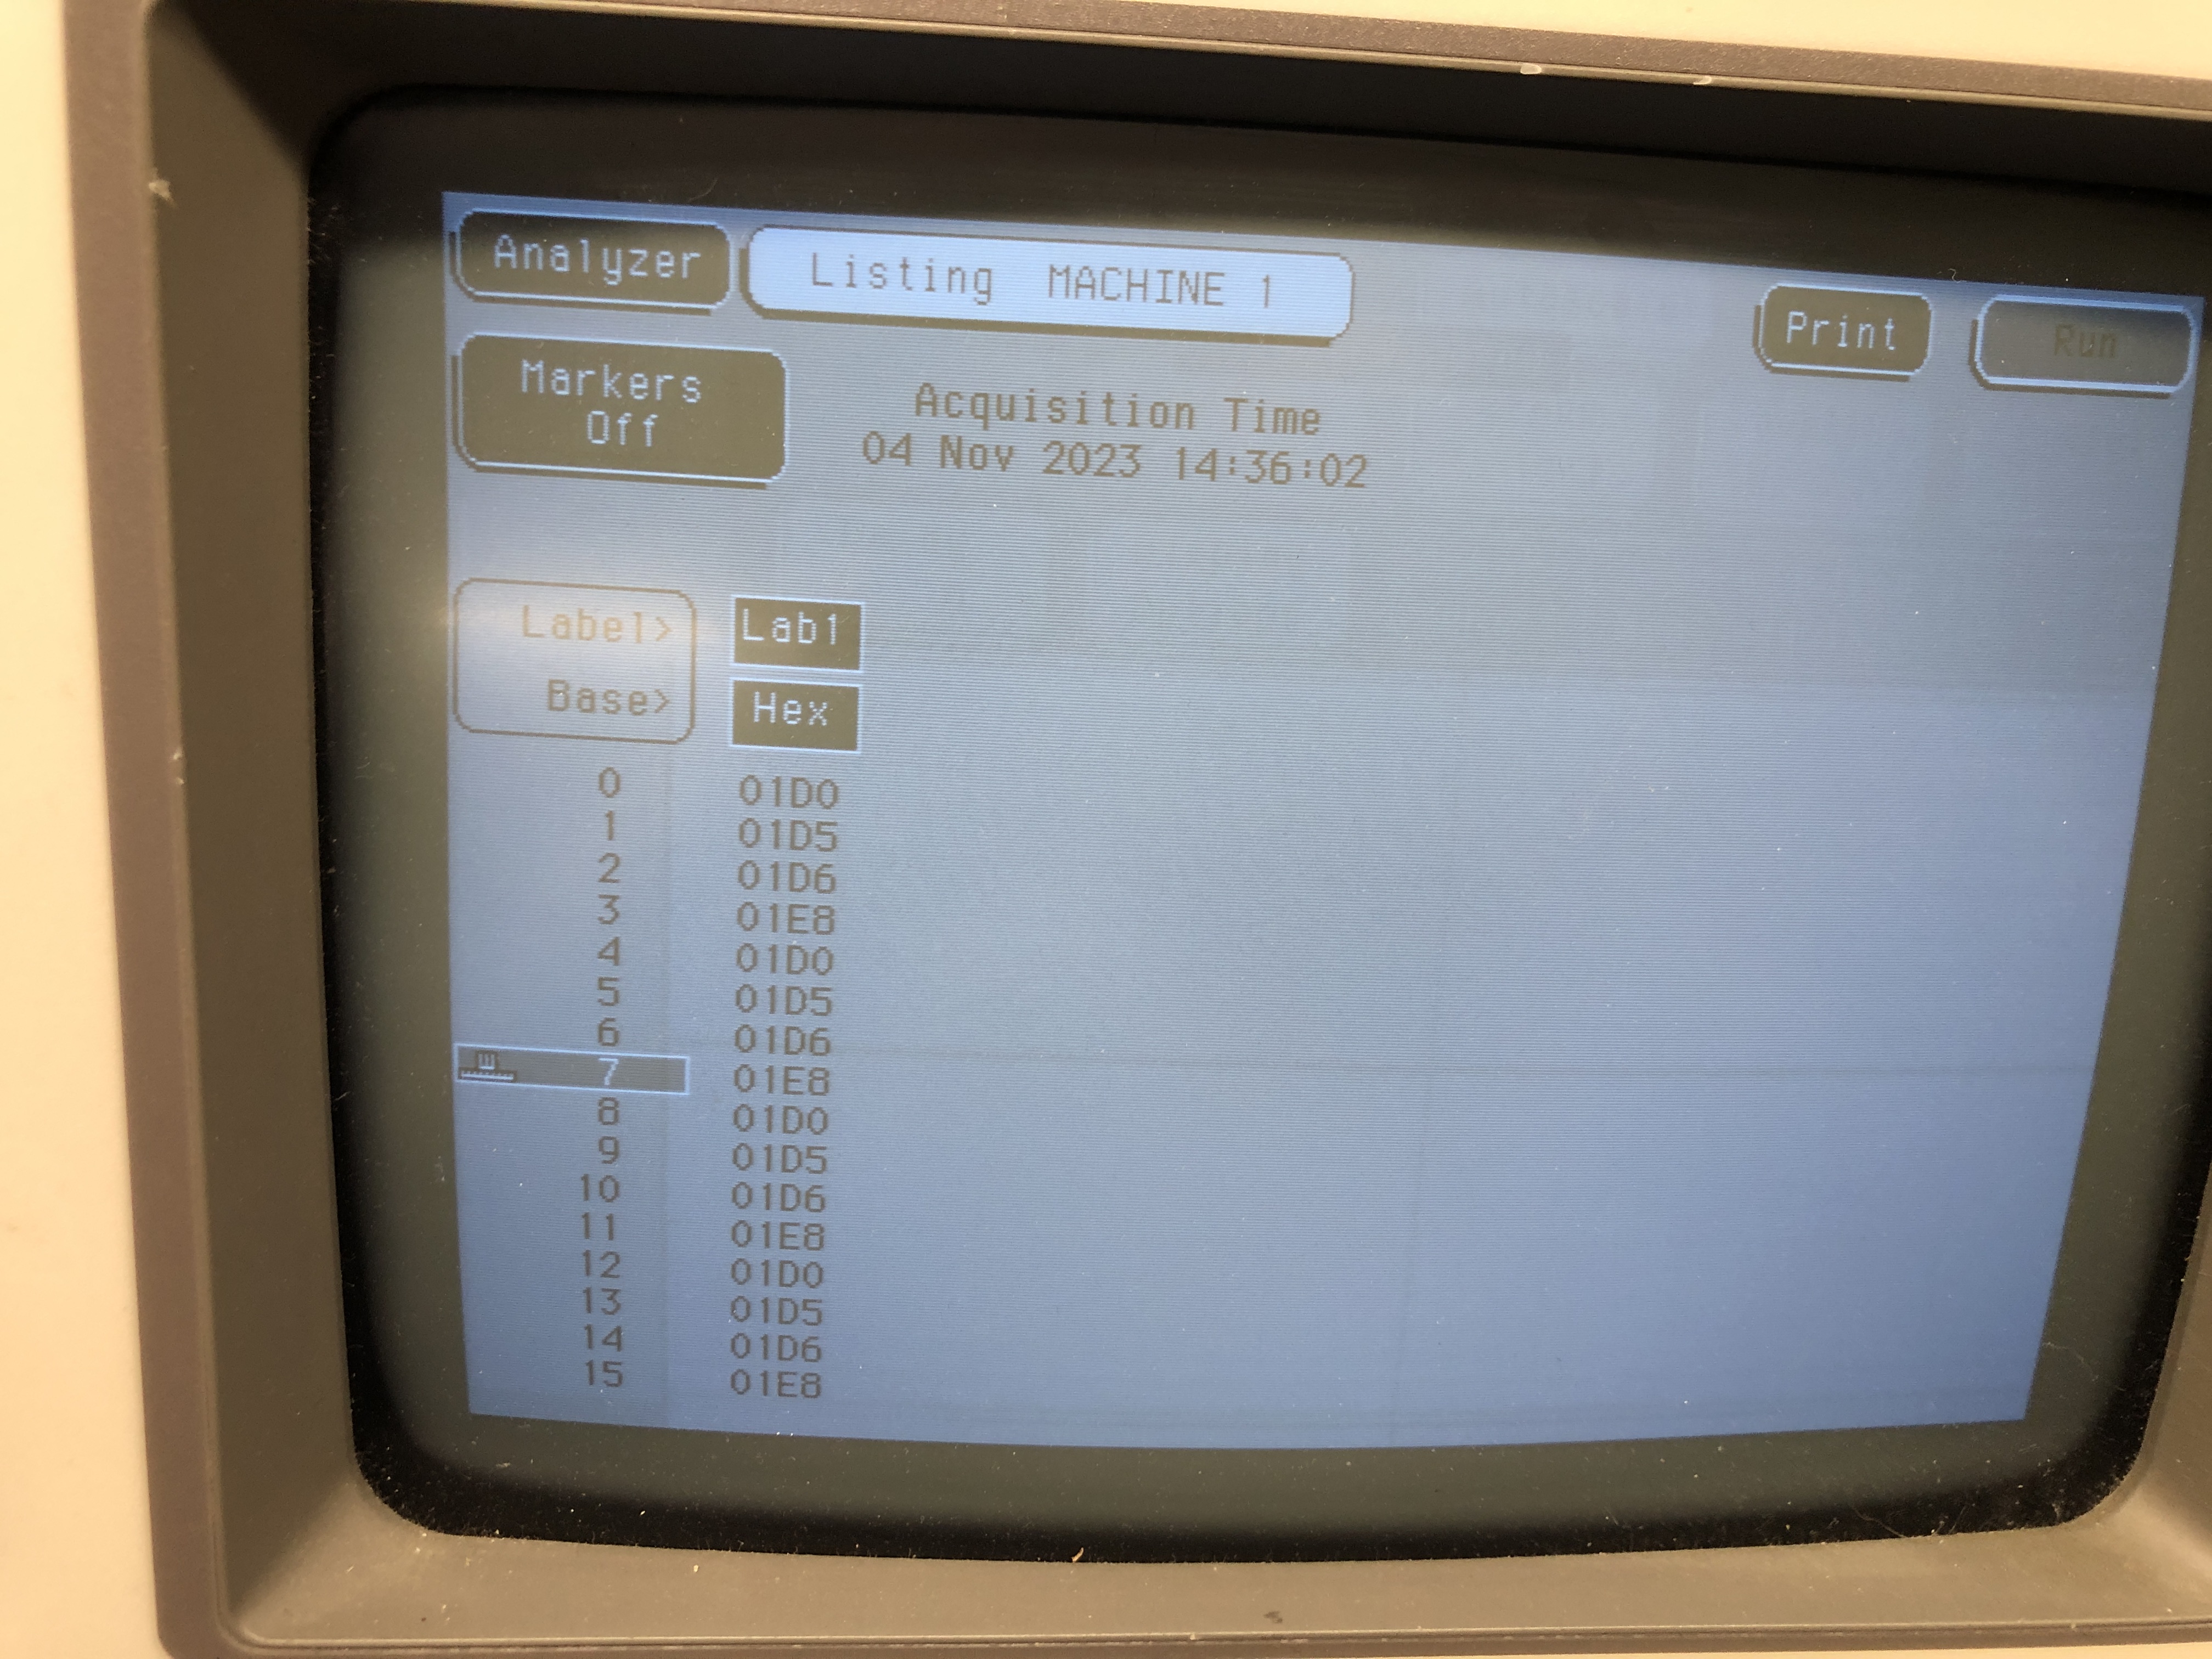 Analyzer Listing MACHINE 1 Print Run
Markers
Off
Acquisition Time
04 Nov 2023 14:36:02
Label> Lab1
Base> Hex
0 01D0
1 01D5
2 01D6
3 01E8
4 01D0
5 01D5
6 01D6
7 01E8
8 01D0
9 01D5
10 01D6
11 01E8
12 01D0
13 01D5
14 01D6
15 01E8